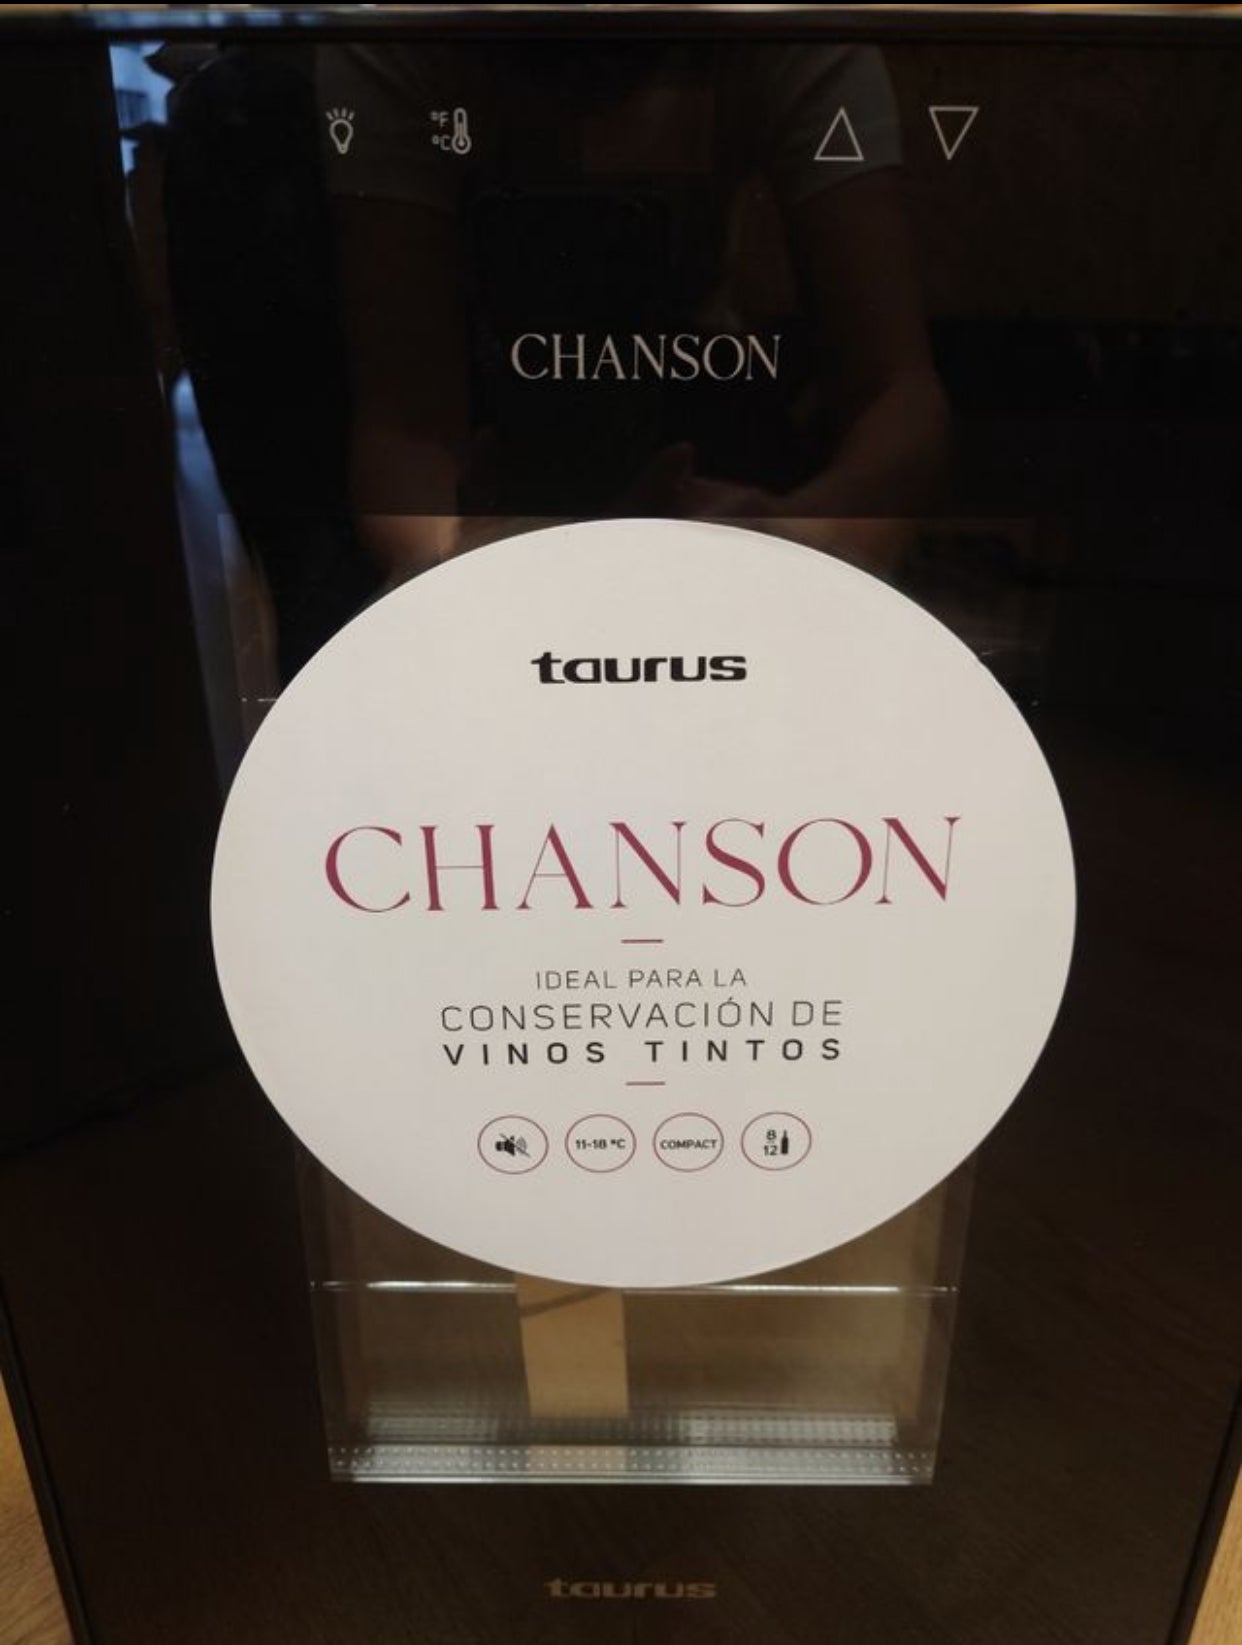 °F
°C
CHANSON
taurus
CHANSON
IDEAL PARA LA
CONSERVACIÓN DE
VINOS TINTOS
11-18 °C
COMPACT
8
12
taurus